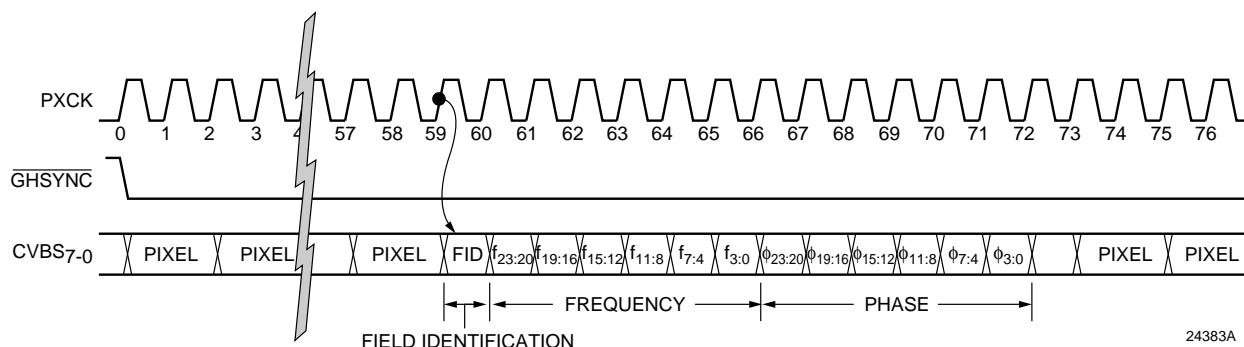 PXCK
0 1 2 3 4 57 58 59 60 61 62 63 64 65 66 67 68 69 70 71 72 73 74 75 76
GHSYNC
CVBS7-0 PIXEL PIXEL PIXEL FID f23:20 f19:16 f15:12 f11:8 f7:4 f3:0 ϕ23:20 ϕ19:16 ϕ15:12 ϕ11:8 ϕ7:4 ϕ3:0 PIXEL PIXEL
FREQUENCY PHASE
FIELD IDENTIFICATION
24383A